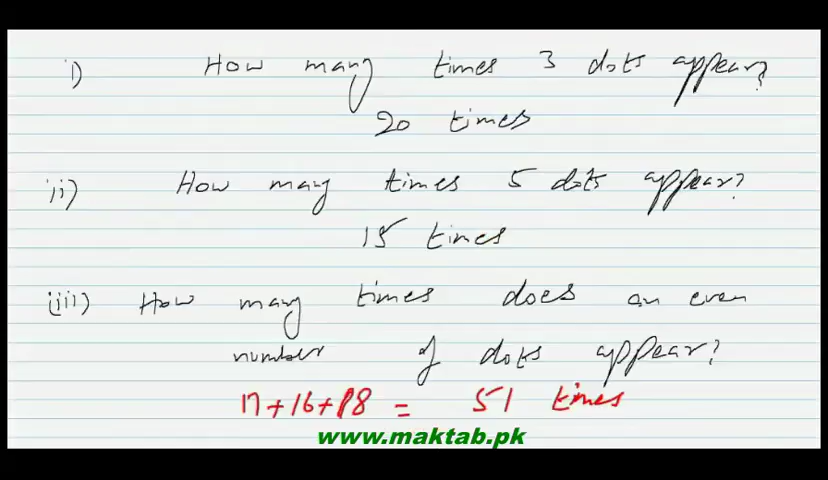 i) How many times 3 dots appear?
20 times
ii) How many times 5 dots appear?
15 times
(iii) How many times does an even
number of dots appear?
17+16+18 = 51 times
www.maktab.pk